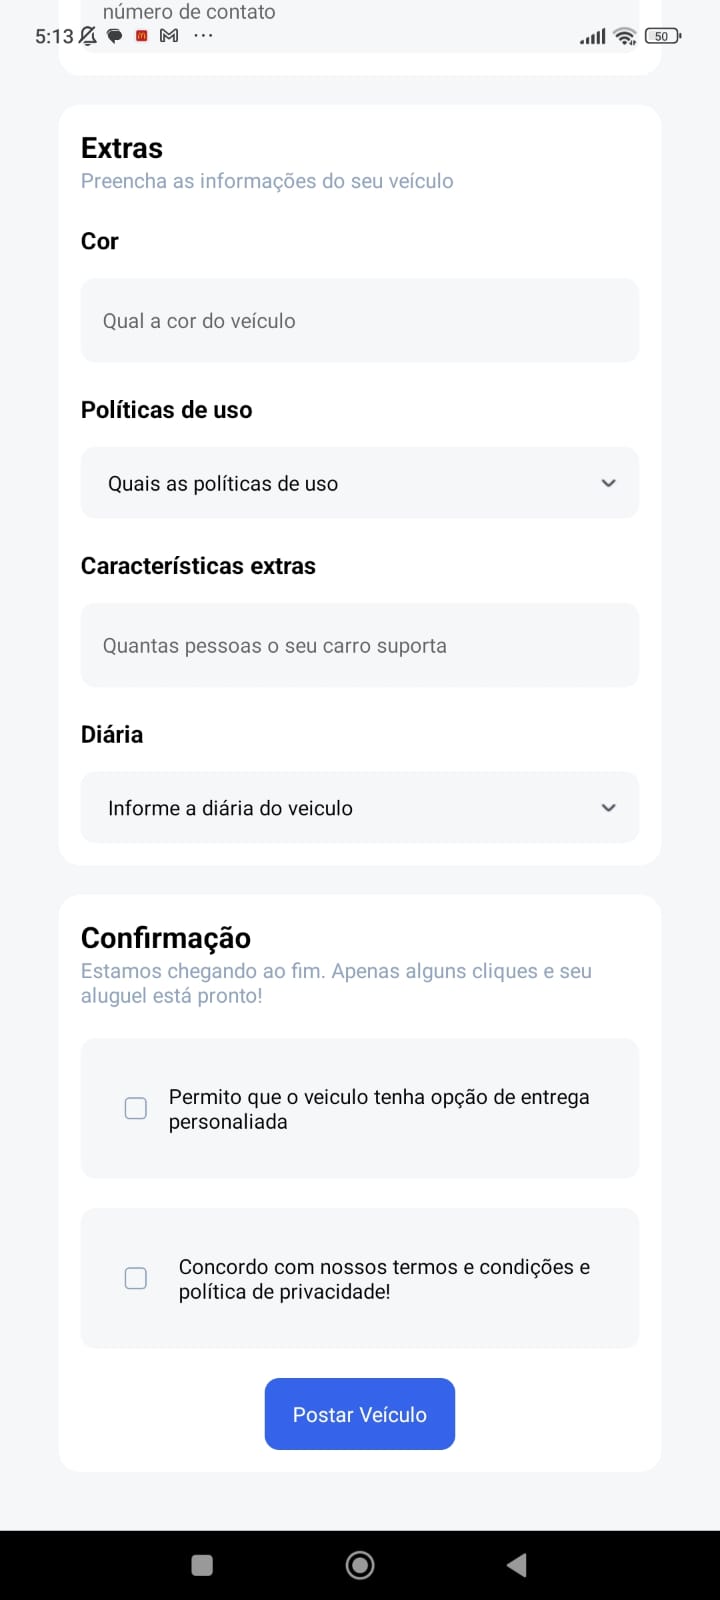 número de contato
5:13
50
Extras
Preencha as informações do seu veículo
Cor
Qual a cor do veículo
Políticas de uso
Quais as políticas de uso
Características extras
Quantas pessoas o seu carro suporta
Diária
Informe a diária do veiculo
Confirmação
Estamos chegando ao fim. Apenas alguns cliques e seu
aluguel está pronto!
Permito que o veiculo tenha opção de entrega
personaliada
Concordo com nossos termos e condições e
política de privacidade!
Postar Veículo